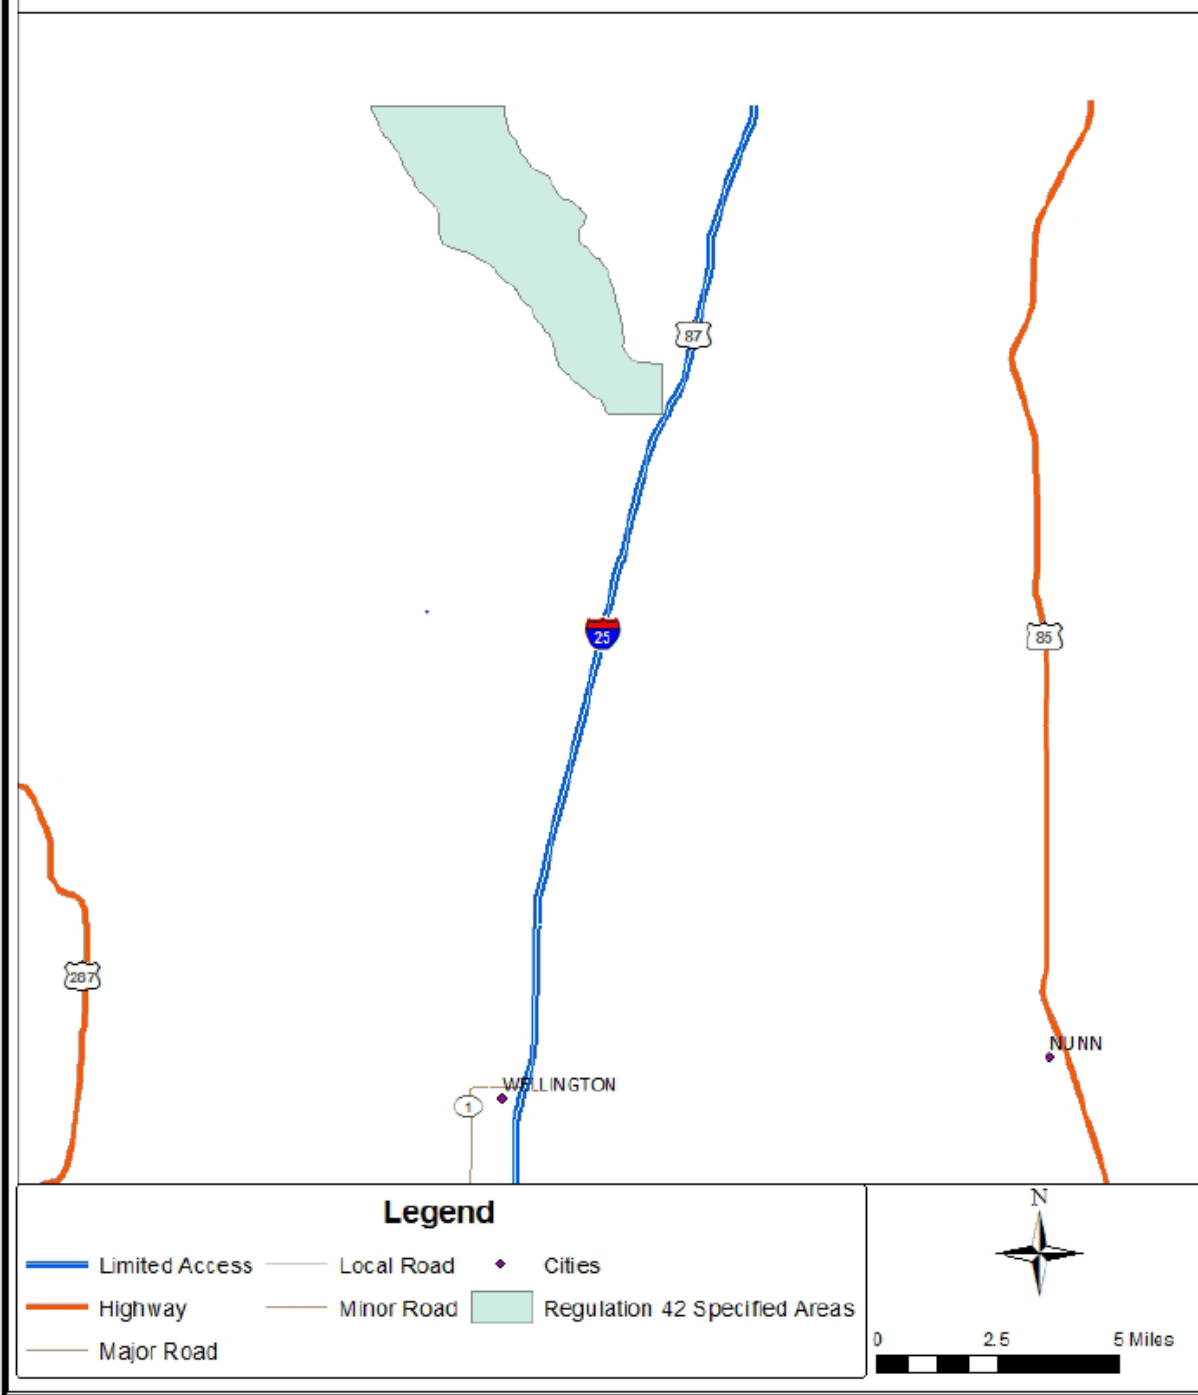 87
25
85
287
NUNN
WELLINGTON
1
Legend
Limited Access
Local Road
Cities
Highway
Minor Road
Regulation 42 Specified Areas
Major Road
N
0 2.5 5 Miles